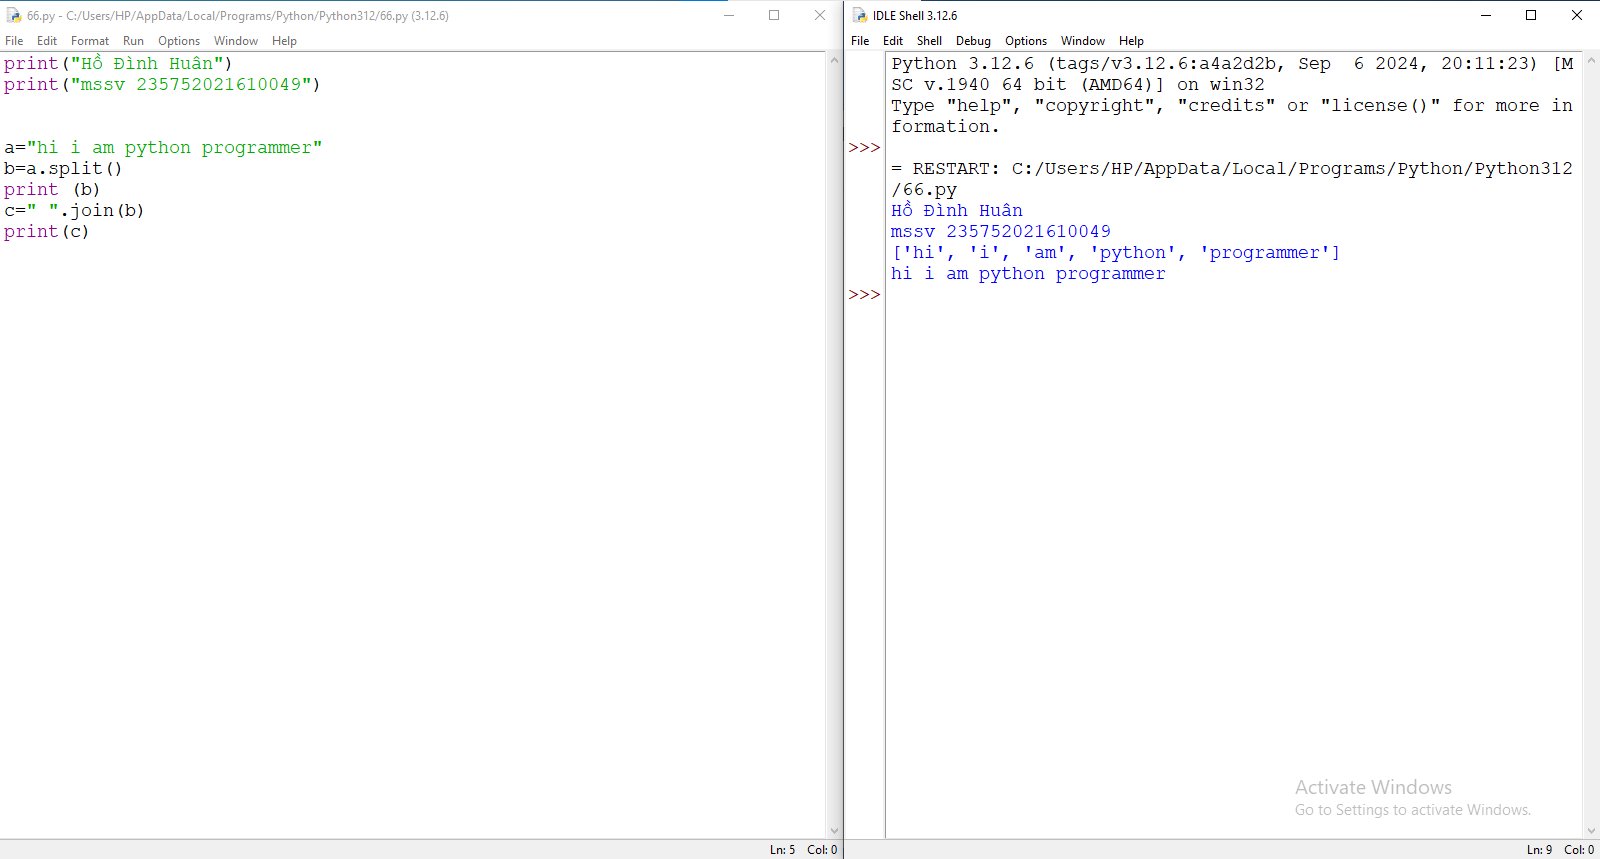 66.py - C:/Users/HP/AppData/Local/Programs/Python/Python312/66.py (3.12.6)
File Edit Format Run Options Window Help
print("Hồ Đình Huân")
print("mssv 235752021610049")
a="hi i am python programmer"
b=a.split()
print (b)
c=" ".join(b)
print(c)
Ln: 5 Col: 0
IDLE Shell 3.12.6
File Edit Shell Debug Options Window Help
Python 3.12.6 (tags/v3.12.6:a4a2d2b, Sep  6 2024, 20:11:23) [M
SC v.1940 64 bit (AMD64)] on win32
Type "help", "copyright", "credits" or "license()" for more in
formation.
>>>
= RESTART: C:/Users/HP/AppData/Local/Programs/Python/Python312
/66.py
Hồ Đình Huân
mssv 235752021610049
['hi', 'i', 'am', 'python', 'programmer']
hi i am python programmer
>>>
Activate Windows
Go to Settings to activate Windows.
Ln: 9 Col: 0